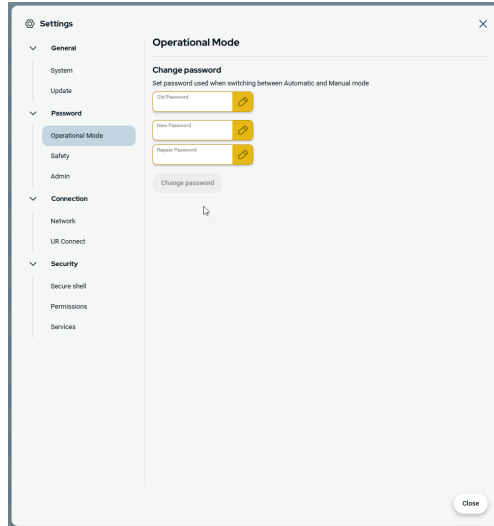 Settings
General
System
Update
Password
Operational Mode
Safety
Admin
Connection
Network
UR Connect
Security
Secure shell
Permissions
Services
Operational Mode
Change password
Set password used when switching between Automatic and Manual mode
Old Password
New Password
Repeat Password
Change password
Close